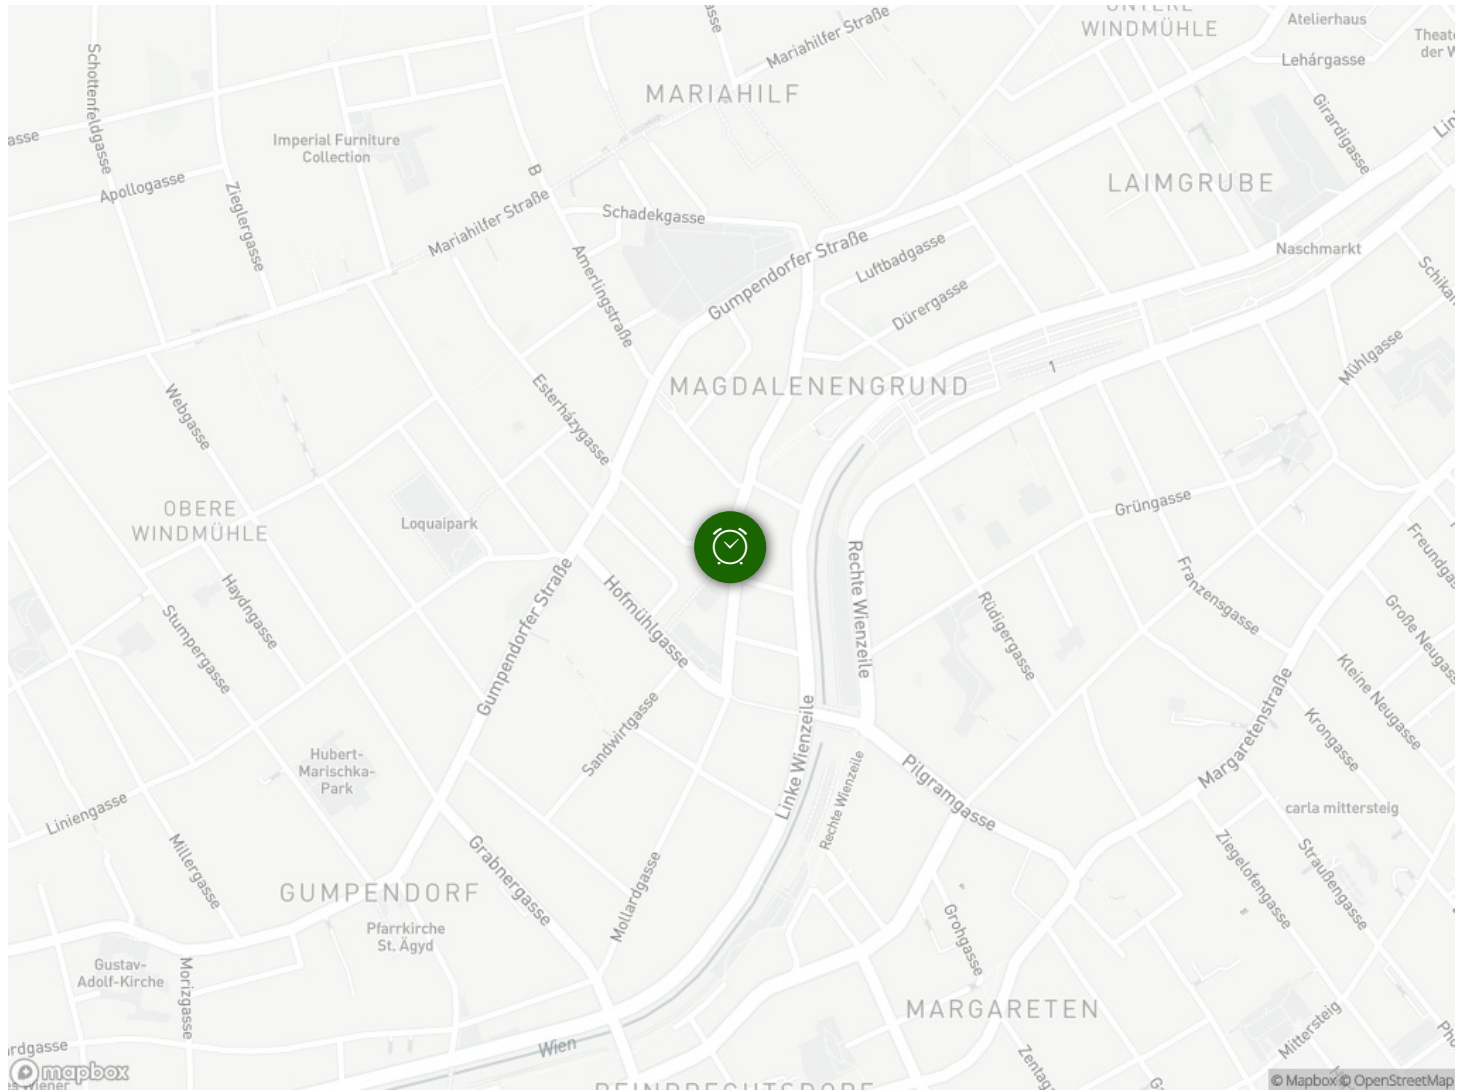 UNTERE
WINDMÜHLE
Atelierhaus
Lehárgasse
Mariahilfer Straße
MARIAHILF
Schottenfeldgasse
Imperial Furniture
Collection
Girardigasse
Apollogasse
Zieglergasse
B
LAIMGRUBE
Mariahilfer Straße
Schadekgasse
Naschmarkt
Gumpendorfer Straße
Luftbadgasse
Amerlingstraße
Dürergasse
Mühlgasse
1
MAGDALENENGRUND
Webgasse
Esterházygasse
OBERE
WINDMÜHLE
Loquaipark
Grüngasse
Rechte Wienzeile
Franzensgasse
Haydngasse
Stumpergasse
Hofmühlgasse
Rüdigergasse
Gumpendorfer Straße
Sandwirtgasse
Linke Wienzeile
Margaretenstraße
Kleine Neugasse
Krongasse
Hubert-
Marischka-
Park
Pilgramgasse
Rechte Wienzeile
carla mittersteig
Liniengasse
Millergasse
Grabnergasse
Mollardgasse
Ziegelofengasse
Straußengasse
GUMPENDORF
Pfarrkirche
St. Ägyd
Grohgasse
Gustav-
Adolf-Kirche
Morizgasse
MARGARETEN
Mittersteig
Wien
mapbox
© Mapbox © OpenStreetMap